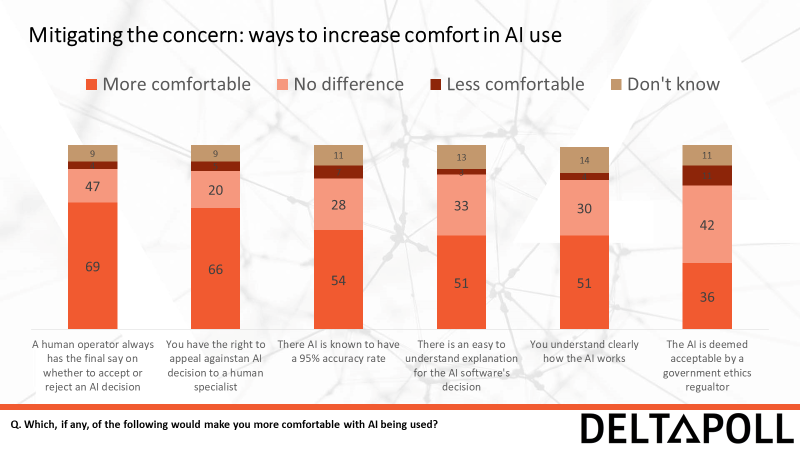 Mitigating the concern: ways to increase comfort in AI use
More comfortable No difference Less comfortable Don't know
9 9 11 13 14 11
47 20 28 33 30 42
69 66 54 51 51 36
A human operator always
has the final say on
whether to accept or
reject an AI decision
You have the right to
appeal againstan AI
decision to a human
specialist
There AI is known to have
a 95% accuracy rate
There is an easy to
understand explanation
for the AI software's
decision
You understand clearly
how the AI works
The AI is deemed
acceptable by a
government ethics
regualtor
Q. Which, if any, of the following would make you more comfortable with AI being used?
DELTAPOLL